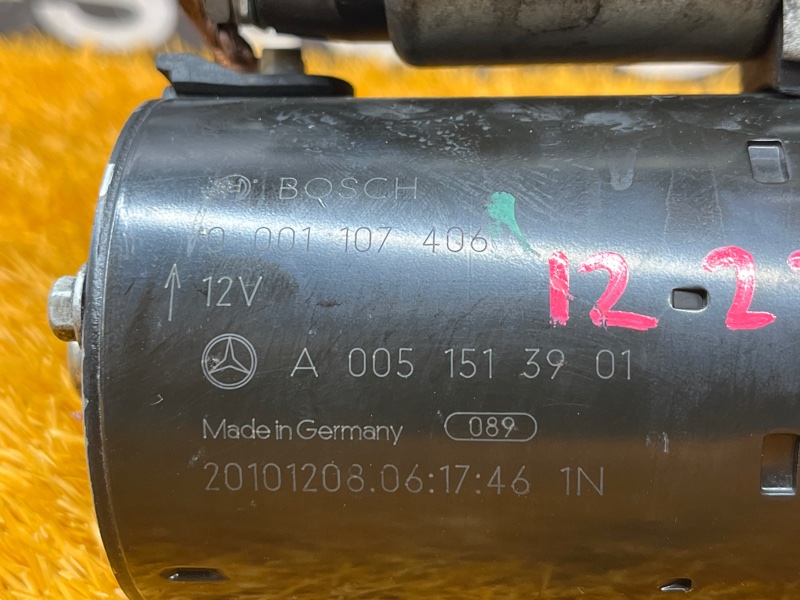 BOSCH
0 001 107 406
12 2
12V
A 005 151 39 01
Made in Germany 089
20101208.06:17:46 1N